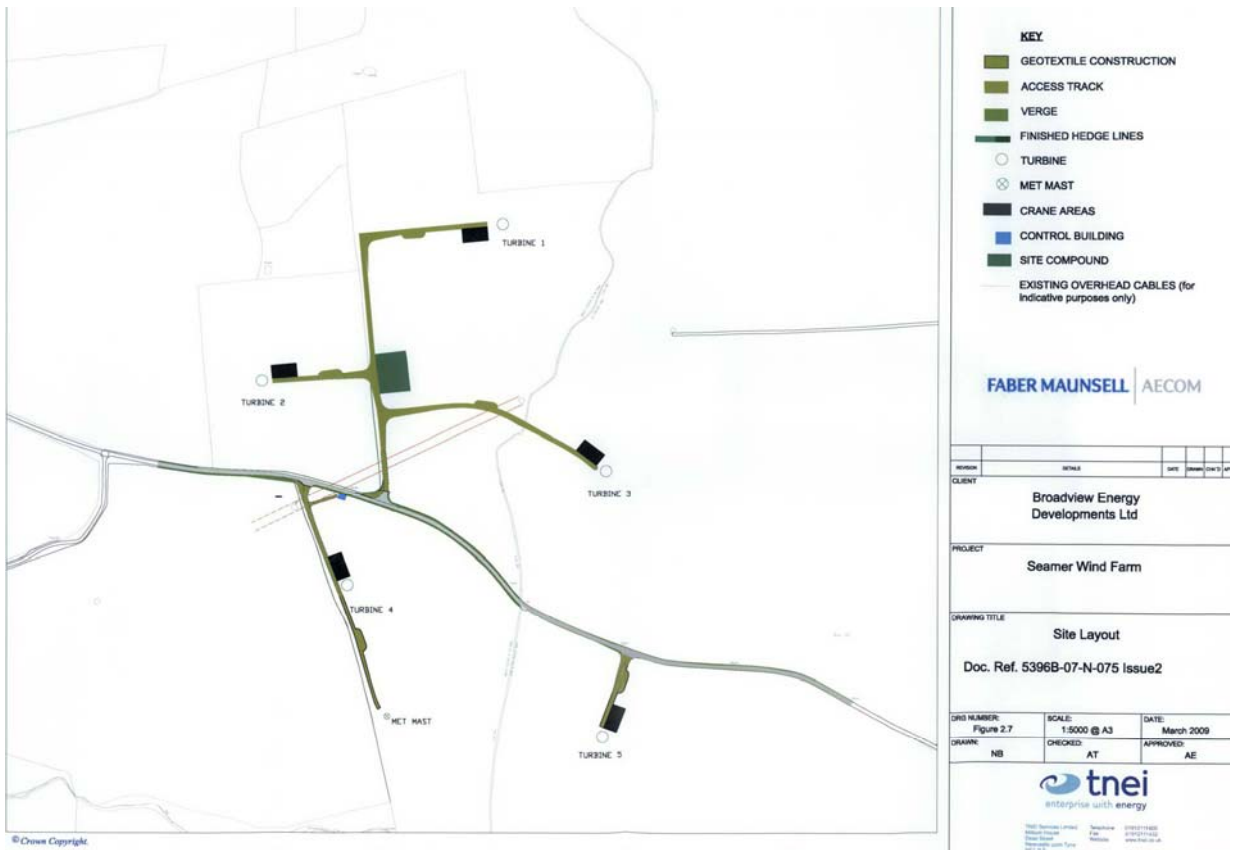 KEY
GEOTEXTILE CONSTRUCTION
ACCESS TRACK
VERGE
FINISHED HEDGE LINES
TURBINE
MET MAST
CRANE AREAS
CONTROL BUILDING
SITE COMPOUND
EXISTING OVERHEAD CABLES (for
Indicative purposes only)
TURBINE 1
TURBINE 2
TURBINE 3
TURBINE 4
MET MAST
TURBINE 5
FABER MAUNSELL | AECOM
REVISION DETAILS DATE DRAWN
CLIENT
Broadview Energy
Developments Ltd
PROJECT
Seamer Wind Farm
DRAWING TITLE
Site Layout
Doc. Ref. 5396B-07-N-075 Issue2
DRG NUMBER: SCALE: DATE:
Figure 2.7 1:5000 @ A3 March 2009
DRAWN: CHECKED: APPROVED:
NB AT AE
tnei
enterprise with energy
© Crown Copyright.